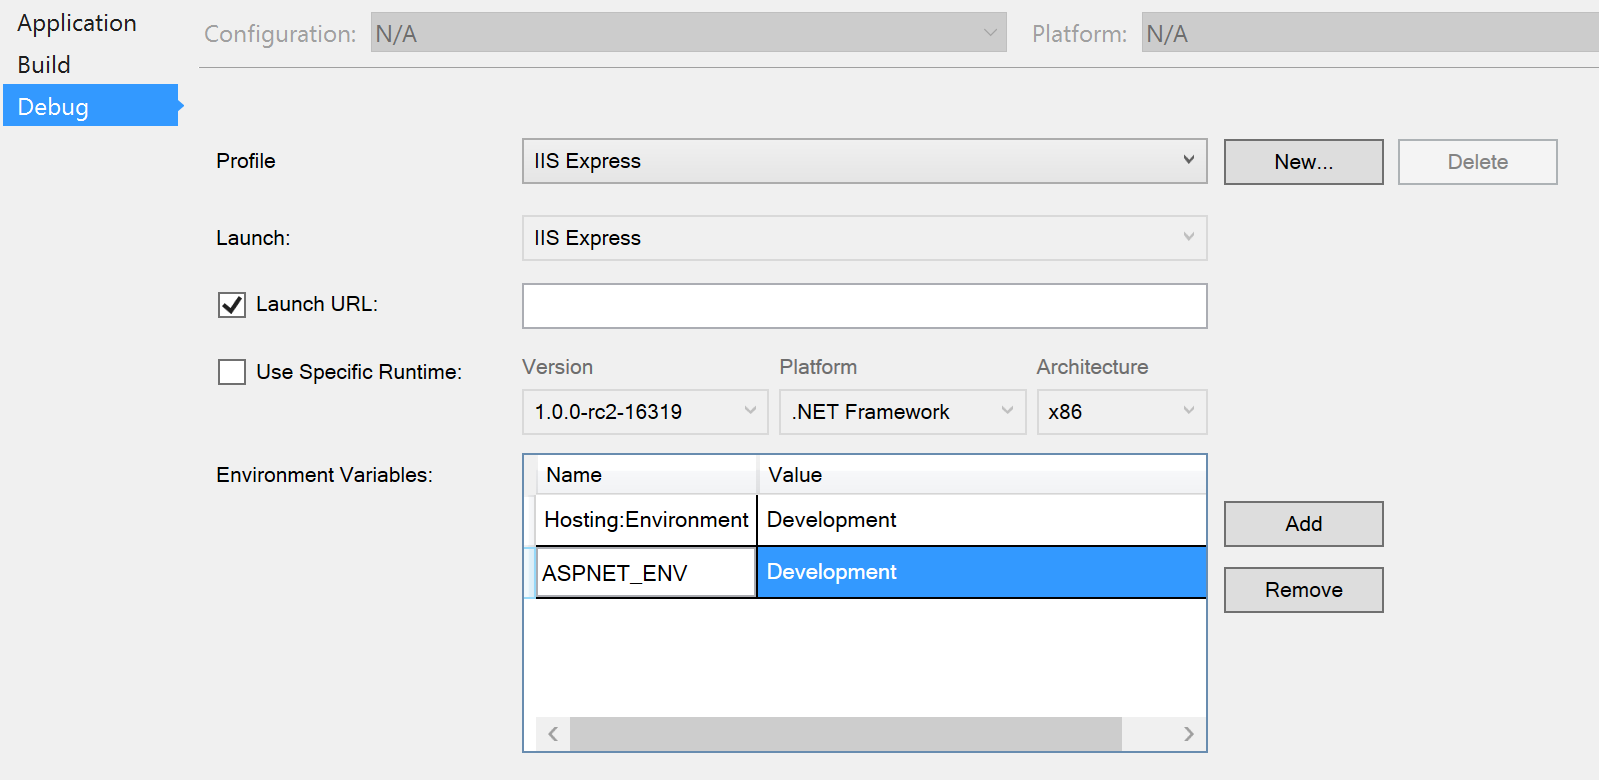 Application
Build
Debug
Configuration: N/A Platform: N/A
Profile IIS Express New... Delete
Launch: IIS Express
Launch URL:
Use Specific Runtime: Version Platform Architecture
1.0.0-rc2-16319 .NET Framework x86
Environment Variables: Name Value
Hosting:Environment Development Add
ASPNET_ENV Development
Remove